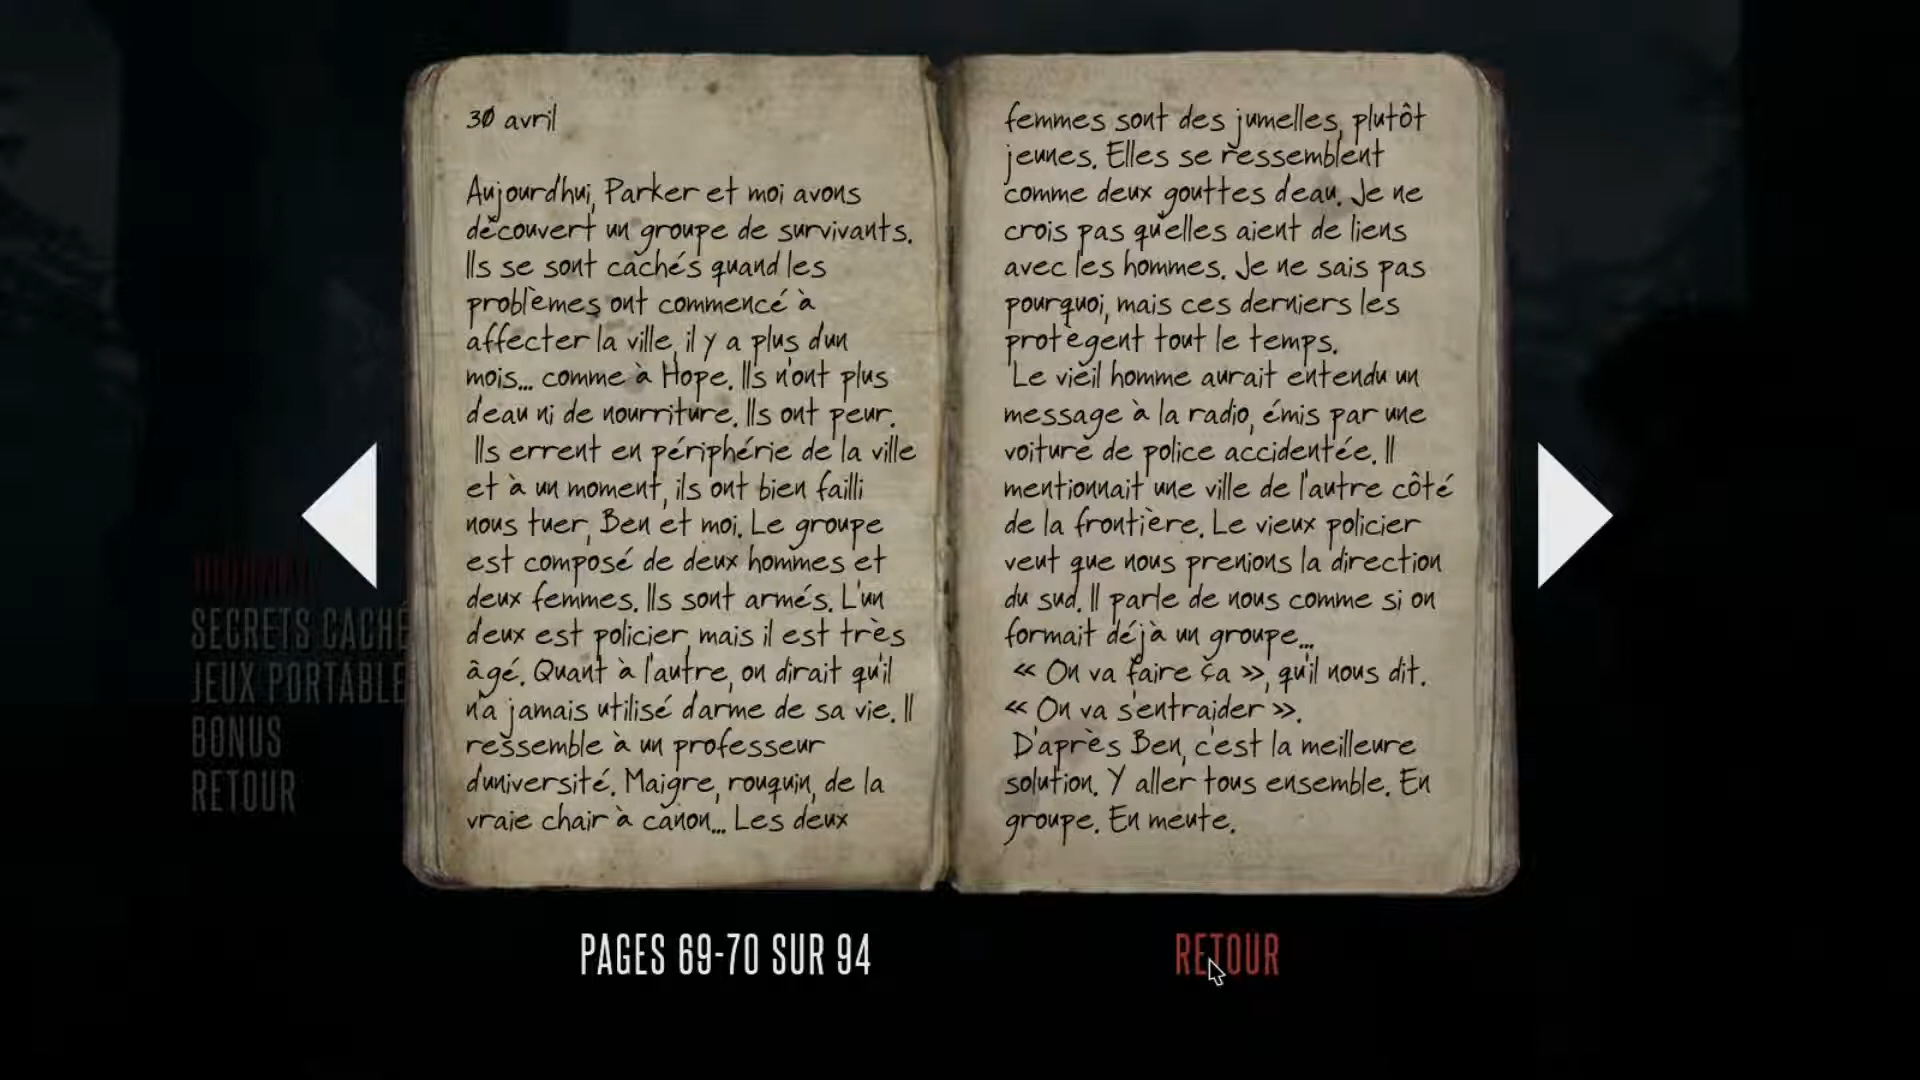 30 avril
Aujourd'hui, Parker et moi avons
découvert un groupe de survivants.
Ils se sont cachés quand les
problèmes ont commencé à
affecter la ville, il y a plus d'un
mois... comme à Hope. Ils n'ont plus
d'eau ni de nourriture. Ils ont peur.
Ils errent en périphérie de la ville
et à un moment, ils ont bien failli
nous tuer, Ben et moi. Le groupe
est composé de deux hommes et
deux femmes. Ils sont armés. L'un
deux est policier, mais il est très
âgé. Quant à l'autre, on dirait qu'il
n'a jamais utilisé d'arme de sa vie. Il
ressemble à un professeur
d'université. Maigre, rouquin, de la
vraie chair à canon... Les deux
femmes sont des jumelles, plutôt
jeunes. Elles se ressemblent
comme deux gouttes d'eau. Je ne
crois pas qu'elles aient de liens
avec les hommes. Je ne sais pas
pourquoi, mais ces derniers les
protègent tout le temps.
Le vieil homme aurait entendu un
message à la radio, émis par une
voiture de police accidentée. Il
mentionnait une ville de l'autre côté
de la frontière. Le vieux policier
veut que nous prenions la direction
du sud. Il parle de nous comme si on
formait déjà un groupe...
« On va faire ça », qu'il nous dit.
« On va s'entraider ».
D'après Ben, c'est la meilleure
solution. Y aller tous ensemble. En
groupe. En meute.
SECRETS CACHÉ
JEUX PORTABLE
BONUS
RETOUR
PAGES 69-70 SUR 94
RETOUR